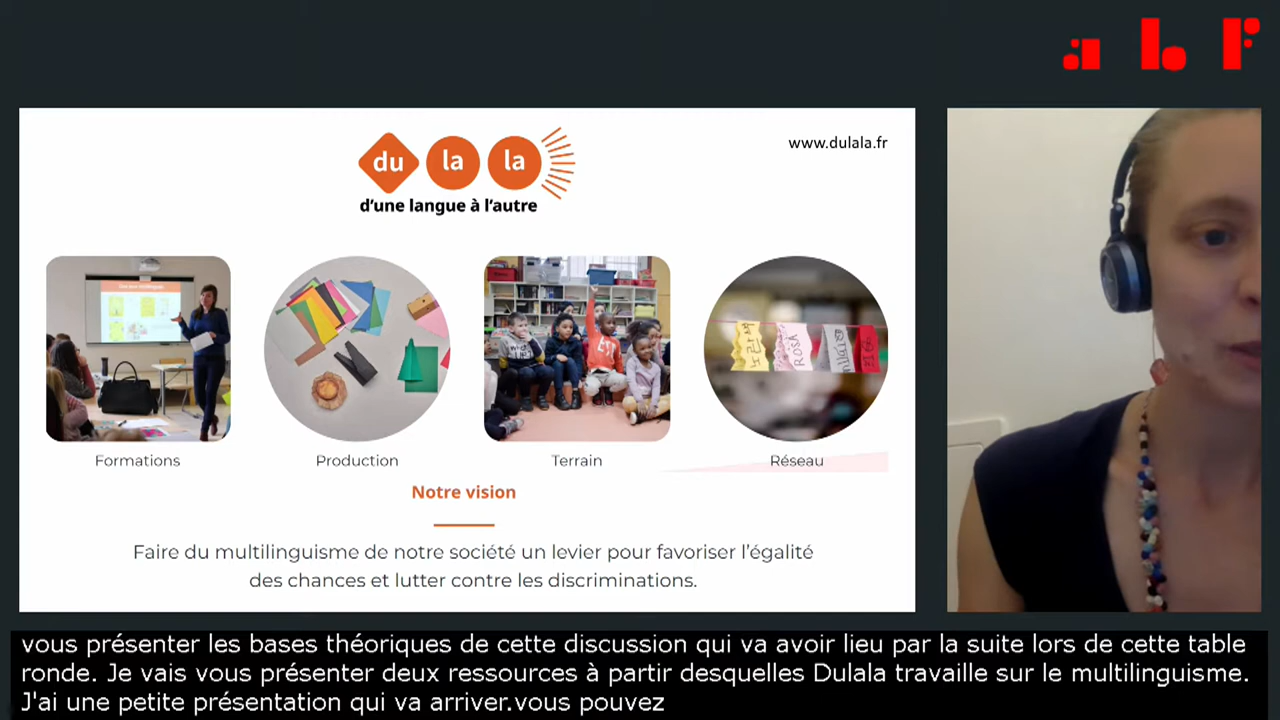 abf
www.dulala.fr
du la la
d’une langue à l’autre
ROSA
Formations
Production
Terrain
Réseau
Notre vision
Faire du multilinguisme de notre société un levier pour favoriser l’égalité
des chances et lutter contre les discriminations.
vous présenter les bases théoriques de cette discussion qui va avoir lieu par la suite lors de cette table
ronde. Je vais vous présenter deux ressources à partir desquelles Dulala travaille sur le multilinguisme.
J'ai une petite présentation qui va arriver.vous pouvez